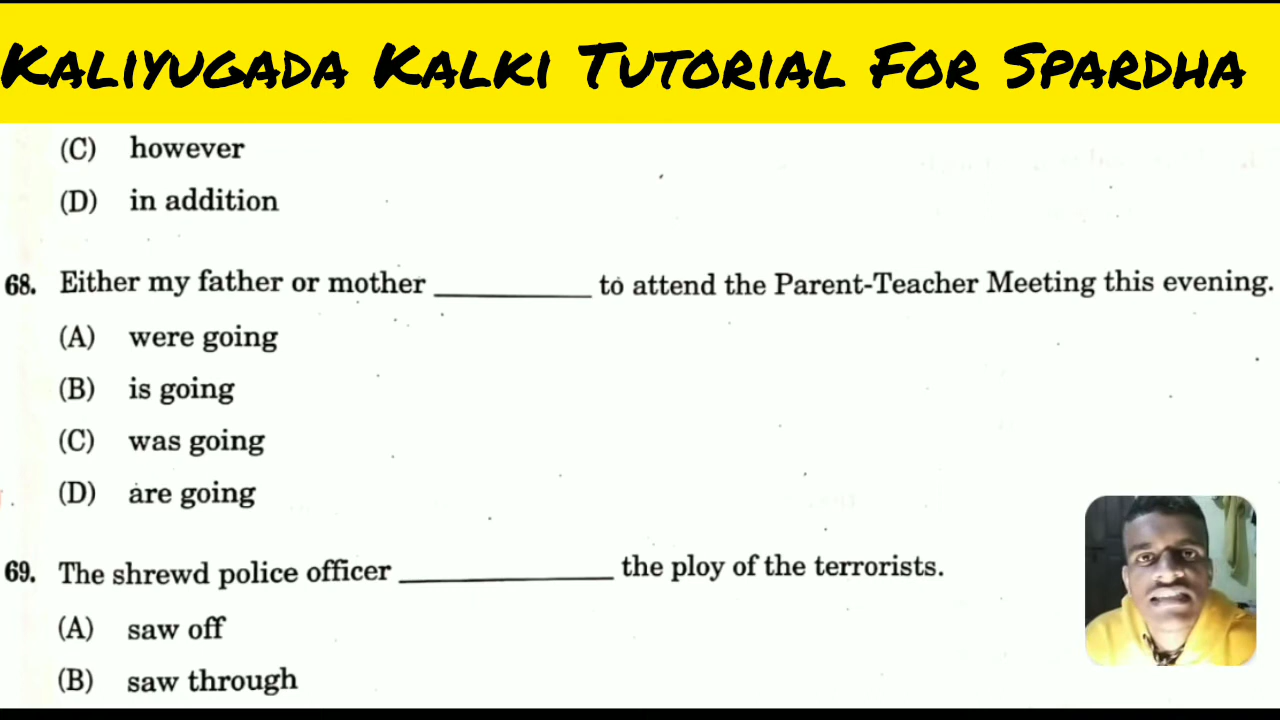 Kaliyugada Kalki Tutorial For Spardha
(C) however
(D) in addition
68. Either my father or mother __________ to attend the Parent-Teacher Meeting this evening.
(A) were going
(B) is going
(C) was going
(D) are going
69. The shrewd police officer __________ the ploy of the terrorists.
(A) saw off
(B) saw through